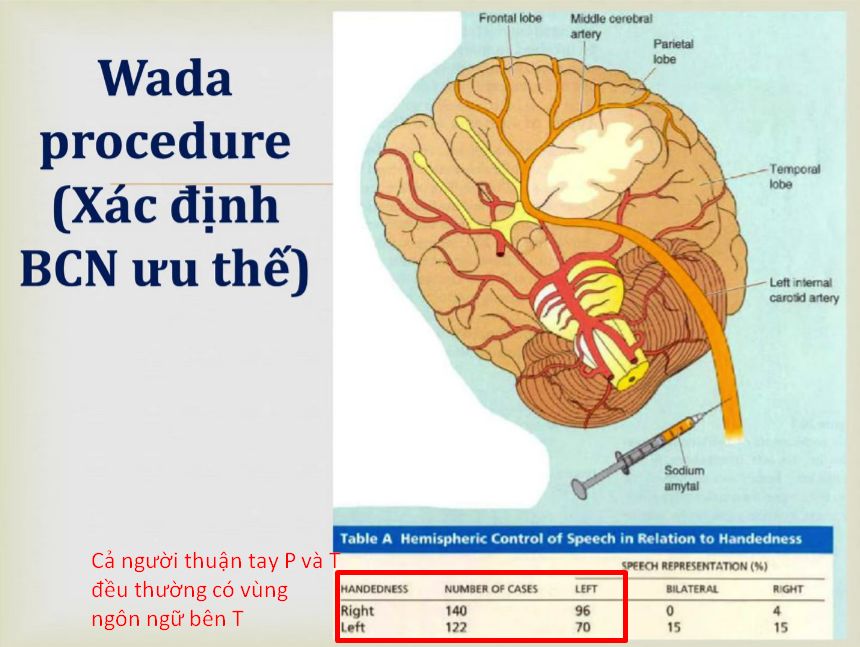 Wada
procedure
(Xác định
BCN ưu thế)
Frontal lobe
Middle cerebral
artery
Parietal
lobe
Temporal
lobe
Left internal
carotid artery
Sodium
amytal
Cả người thuận tay P và T
đều thường có vùng
ngôn ngữ bên T
Table A Hemispheric Control of Speech in Relation to Handedness
SPEECH REPRESENTATION (%)
HANDEDNESS NUMBER OF CASES LEFT BILATERAL RIGHT
Right 140 96 0 4
Left 122 70 15 15